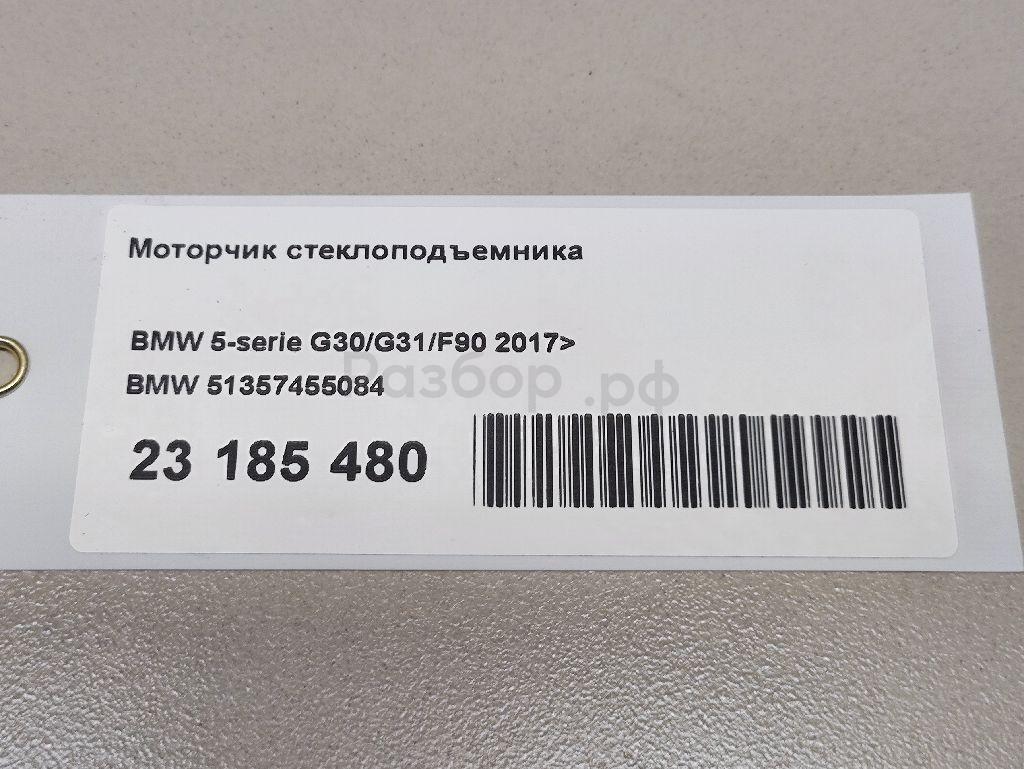 Моторчик стеклоподъемника
BMW 5-serie G30/G31/F90 2017>
BMW 51357455084
Разбор.рф
23 185 480